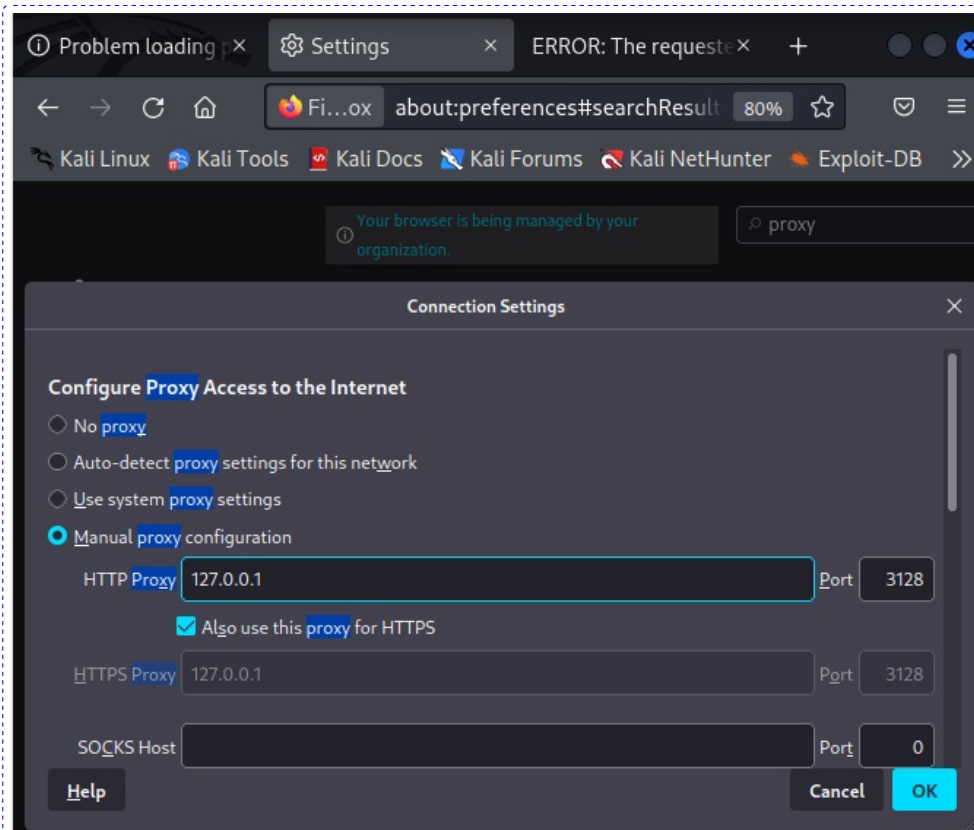 Problem loading p
Settings
ERROR: The requeste
Fi...ox about:preferences#searchResult 80%
Kali Linux Kali Tools Kali Docs Kali Forums Kali NetHunter Exploit-DB
Your browser is being managed by your
organization.
proxy
Connection Settings
Configure Proxy Access to the Internet
No proxy
Auto-detect proxy settings for this network
Use system proxy settings
Manual proxy configuration
HTTP Proxy 127.0.0.1 Port 3128
Also use this proxy for HTTPS
HTTPS Proxy 127.0.0.1 Port 3128
SOCKS Host Port 0
Help Cancel OK